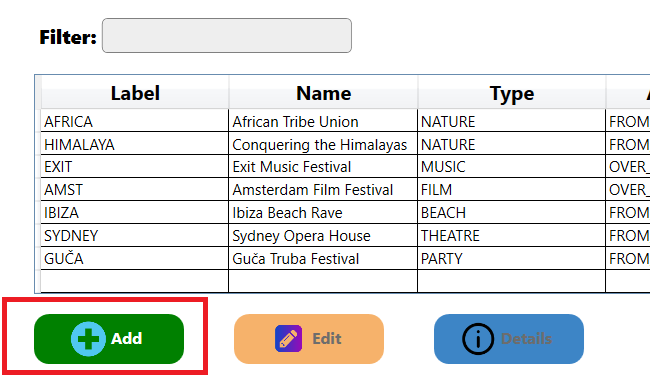 Filter:
Label Name Type
AFRICA African Tribe Union NATURE FROM
HIMALAYA Conquering the Himalayas NATURE FROM
EXIT Exit Music Festival MUSIC OVER_
AMST Amsterdam Film Festival FILM OVER_
IBIZA Ibiza Beach Rave BEACH FROM
SYDNEY Sydney Opera House THEATRE FROM
GUČA Guča Truba Festival PARTY FROM
Add Edit Details